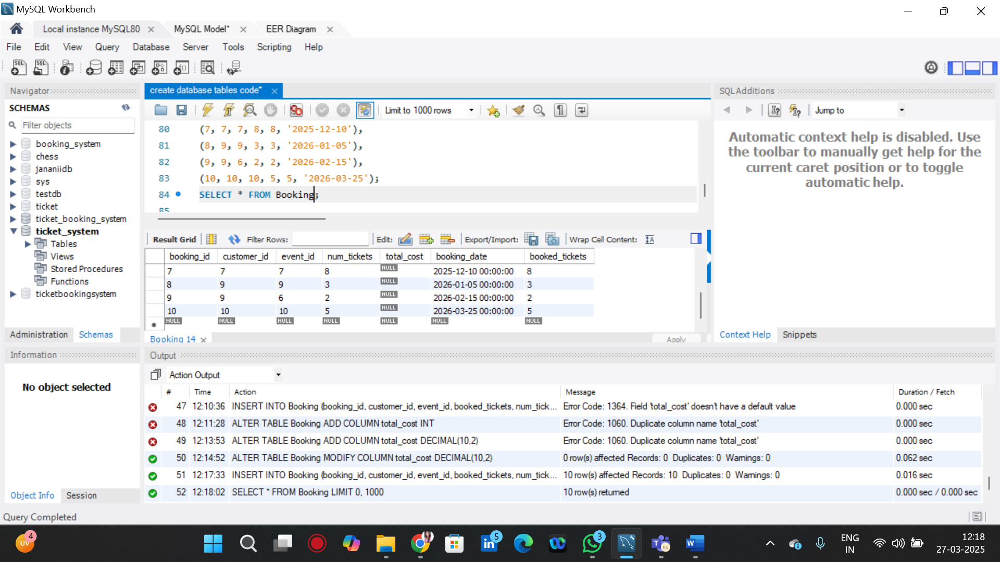 MySQL Workbench
Local instance MySQL80
MySQL Model*
EER Diagram
File Edit View Query Database Server Tools Scripting Help
Navigator
SCHEMAS
Filter objects
booking_system
chess
jananiidb
sys
testdb
ticket
ticket_booking_system
ticket_system
Tables
Views
Stored Procedures
Functions
ticketbookingsystem
Administration Schemas
Information
No object selected
Object Info Session
create database tables code*
Limit to 1000 rows
80 (7, 7, 7, 8, 8, '2025-12-10'),
81 (8, 9, 9, 3, 3, '2026-01-05'),
82 (9, 9, 6, 2, 2, '2026-02-15'),
83 (10, 10, 10, 5, 5, '2026-03-25');
84 SELECT * FROM Booking;
85
Result Grid Filter Rows: Edit: Export/Import: Wrap Cell Content:
booking_id customer_id event_id num_tickets total_cost booking_date booked_tickets
7 7 7 8 NULL 2025-12-10 00:00:00 8
8 9 9 3 NULL 2026-01-05 00:00:00 3
9 9 6 2 NULL 2026-02-15 00:00:00 2
10 10 10 5 NULL 2026-03-25 00:00:00 5
NULL NULL NULL NULL NULL NULL NULL
Booking 14
Apply
SQLAdditions
Jump to
Automatic context help is disabled. Use
the toolbar to manually get help for the
current caret position or to toggle
automatic help.
Context Help Snippets
Output
Action Output
# Time Action Message Duration / Fetch
47 12:10:36 INSERT INTO Booking (booking_id, customer_id, event_id, booked_tickets, num_tick... Error Code: 1364. Field 'total_cost' doesn't have a default value 0.000 sec
48 12:11:28 ALTER TABLE Booking ADD COLUMN total_cost INT Error Code: 1060. Duplicate column name 'total_cost' 0.000 sec
49 12:13:53 ALTER TABLE Booking ADD COLUMN total_cost DECIMAL(10,2) Error Code: 1060. Duplicate column name 'total_cost' 0.000 sec
50 12:14:52 ALTER TABLE Booking MODIFY COLUMN total_cost DECIMAL(10,2) 0 row(s) affected Records: 0 Duplicates: 0 Warnings: 0 0.062 sec
51 12:17:33 INSERT INTO Booking (booking_id, customer_id, event_id, booked_tickets, num_tick... 10 row(s) affected Records: 10 Duplicates: 0 Warnings: 0 0.016 sec
52 12:18:02 SELECT * FROM Booking LIMIT 0, 1000 10 row(s) returned 0.000 sec / 0.000 sec
Query Completed
UV
4
5
3
ENG
IN
12:18
27-03-2025